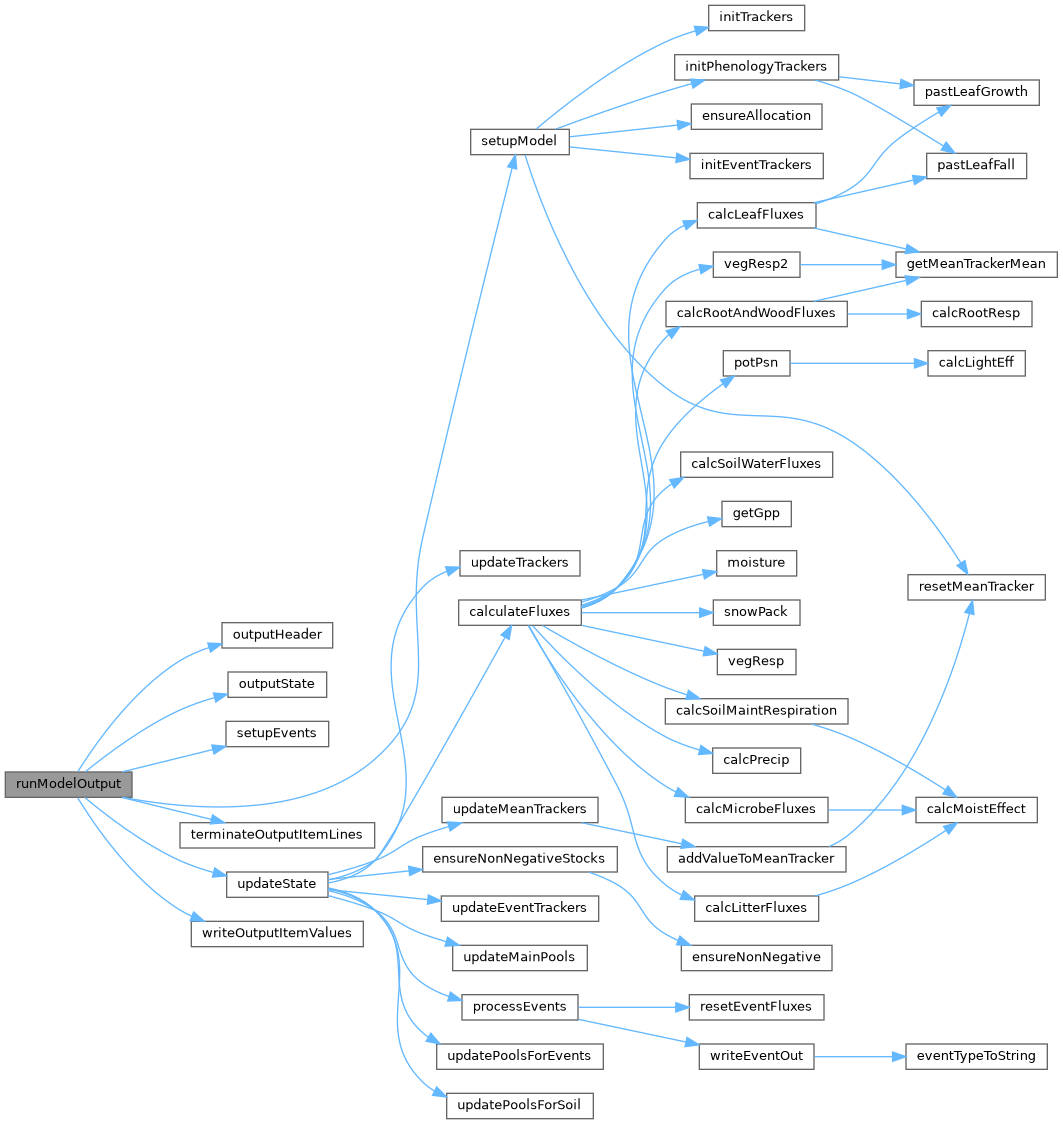 initTrackers
initPhenologyTrackers
pastLeafGrowth
ensureAllocation
setupModel
initEventTrackers
pastLeafFall
calcLeafFluxes
vegResp2
getMeanTrackerMean
calcRootAndWoodFluxes
calcRootResp
potPsn
calcLightEff
calcSoilWaterFluxes
getGpp
updateTrackers
moisture
resetMeanTracker
calculateFluxes
snowPack
outputHeader
vegResp
outputState
calcSoilMaintRespiration
setupEvents
calcPrecip
runModelOutput
updateMeanTrackers
calcMicrobeFluxes
calcMoistEffect
terminateOutputItemLines
ensureNonNegativeStocks
addValueToMeanTracker
updateState
updateEventTrackers
calcLitterFluxes
writeOutputItemValues
updateMainPools
ensureNonNegative
processEvents
resetEventFluxes
updatePoolsForEvents
writeEventOut
eventTypeToString
updatePoolsForSoil